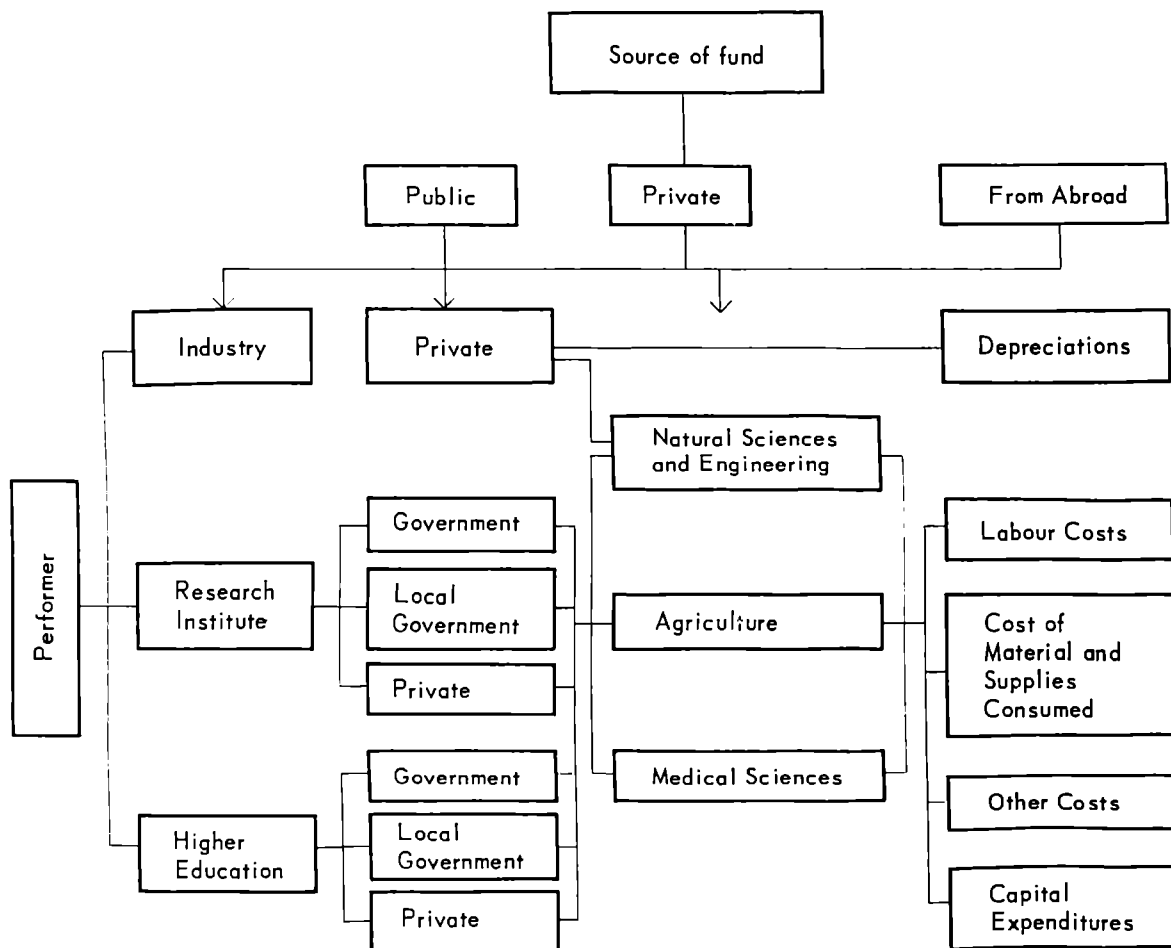 Source of fund
Public
Private
From Abroad
Industry
Private
Depreciations
Natural Sciences
and Engineering
Performer
Research
Institute
Government
Local
Government
Private
Agriculture
Labour Costs
Cost of
Material and
Supplies
Consumed
Government
Medical Sciences
Other Costs
Higher
Education
Local
Government
Private
Capital
Expenditures